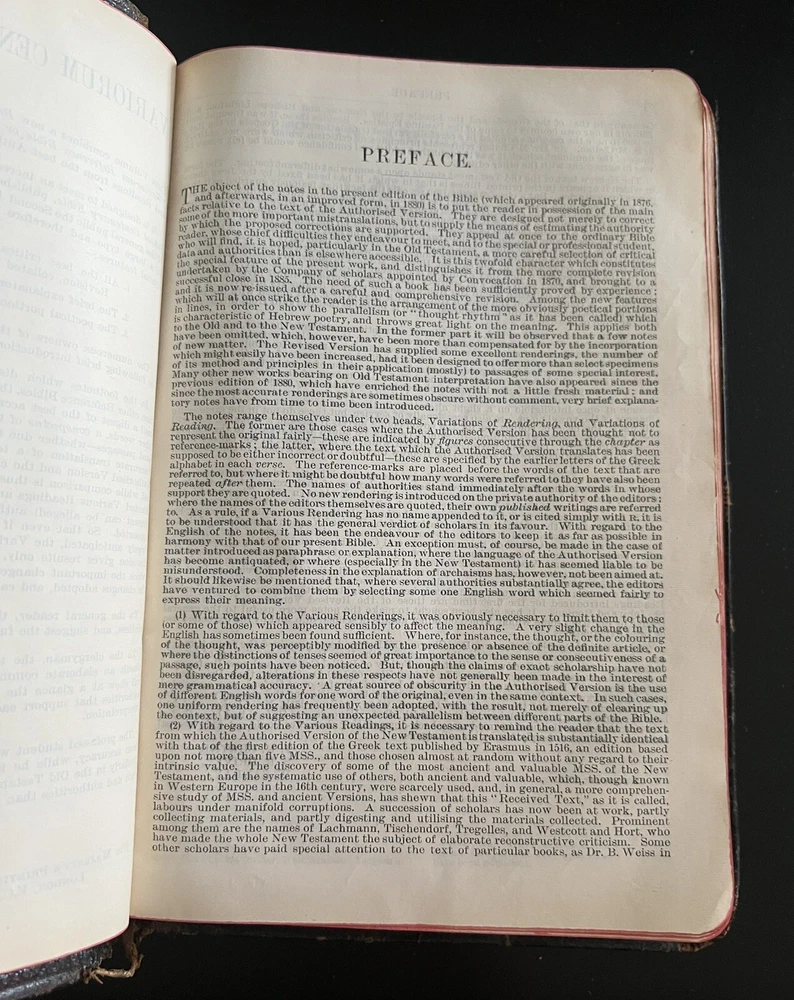 PREFACE.
THE object of the notes in the present edition of the Bible (which appeared originally in 1876,
and afterwards, in an improved form, in 1880) is to put the reader in possession of the main
facts relative to the text of the Authorised Version. They are designed not merely to correct
some of the more important mistranslations, but to supply the means of estimating the authority
by which the proposed corrections are supported. They appeal at once to the ordinary Bible
reader, whose chief difficulties they endeavour to meet, and to the special or professional student,
who will find, it is hoped, particularly in the Old Testament, a more careful selection of critical
data and authorities than is elsewhere accessible. It is this twofold character which constitutes
the special feature of the present work, and distinguishes it from the more complete revision
undertaken by the Company of scholars appointed by Convocation in 1870, and brought to a
successful close in 1885. The need of such a book has been sufficiently proved by experience;
and it is now re-issued after a careful and comprehensive revision. Among the new features
which will at once strike the reader is the arrangement of the more obviously poetical portions
in lines, in order to show the parallelism (or "thought rhythm" as it has been called) which
is characteristic of Hebrew poetry, and throws great light on the meaning. This applies both
to the Old and to the New Testament. In the former part it will be observed that a few notes
have been omitted, which, however, have been more than compensated for by the incorporation
of new matter. The Revised Version has supplied some excellent renderings, the number of
which might easily have been increased, had it been designed to offer more than select specimens
of its method and principles in their application (mostly) to passages of some special interest.
Many other new works bearing on Old Testament interpretation have also appeared since the
previous edition of 1880, which have enriched the notes with not a little fresh material; and
since the most accurate renderings are sometimes obscure without comment, very brief explana-
tory notes have from time to time been introduced.
The notes range themselves under two heads, Variations of Rendering, and Variations of
Reading. The former are those cases where the Authorised Version has been thought not to
represent the original fairly—these are indicated by figures consecutive through the chapter as
reference-marks; the latter, where the text which the Authorised Version translates has been
supposed to be either incorrect or doubtful—these are specified by the earlier letters of the Greek
alphabet in each verse. The reference-marks are placed before the words of the text that are
referred to, but where it might be doubtful how many words were referred to they have also been
repeated after them. The names of authorities stand immediately after the words in whose
support they are quoted. No new rendering is introduced on the private authority of the editors;
where the names of the editors themselves are quoted, their own published writings are referred
to. As a rule, if a Various Rendering has no name appended to it, or is cited simply with R. it is
to be understood that it has the general verdict of scholars in its favour. With regard to the
English of the notes, it has been the endeavour of the editors to keep it as far as possible in
harmony with that of our present Bible. An exception must, of course, be made in the case of
matter introduced as paraphrase or explanation, where the language of the Authorised Version
has become antiquated, or where (especially in the New Testament) it has seemed liable to be
misunderstood. Completeness in the explanation of archaisms has, however, not been aimed at.
It should likewise be mentioned that, where several authorities substantially agree, the editors
have ventured to combine them by selecting some one English word which seemed fairly to
express their meaning.
(1) With regard to the Various Renderings, it was obviously necessary to limit them to those
(or some of those) which appeared sensibly to affect the meaning. A very slight change in the
English has sometimes been found sufficient. Where, for instance, the thought, or the colouring
of the thought, was perceptibly modified by the presence or absence of the definite article, or
where the distinctions of tenses seemed of great importance to the sense or consecutiveness of a
passage, such points have been noticed. But, though the claims of exact scholarship have not
been disregarded, alterations in these respects have not generally been made in the interest of
mere grammatical accuracy. A great source of obscurity in the Authorised Version is the use
of different English words for one word of the original, even in the same context. In such cases,
one uniform rendering has frequently been adopted, with the result, not merely of clearing up
the context, but of suggesting an unexpected parallelism between different parts of the Bible.
(2) With regard to the Various Readings, it is necessary to remind the reader that the text
from which the Authorised Version of the New Testament is translated is substantially identical
with that of the first edition of the Greek text published by Erasmus in 1516, an edition based
upon not more than five MSS., and those chosen almost at random without any regard to their
intrinsic value. The discovery of some of the most ancient and valuable MSS. of the New
Testament, and the systematic use of others, both ancient and valuable, which, though known
in Western Europe in the 16th century, were scarcely used, and, in general, a more comprehen-
sive study of MSS. and ancient Versions, has shewn that this "Received Text," as it is called,
labours under manifold corruptions. A succession of scholars has now been at work, partly
collecting materials, and partly digesting and utilising the materials collected. Prominent
among them are the names of Lachmann, Tischendorf, Tregelles, and Westcott and Hort, who
have made the whole New Testament the subject of elaborate reconstructive criticism. Some
other scholars have paid special attention to the text of particular books, as Dr. B. Weiss in